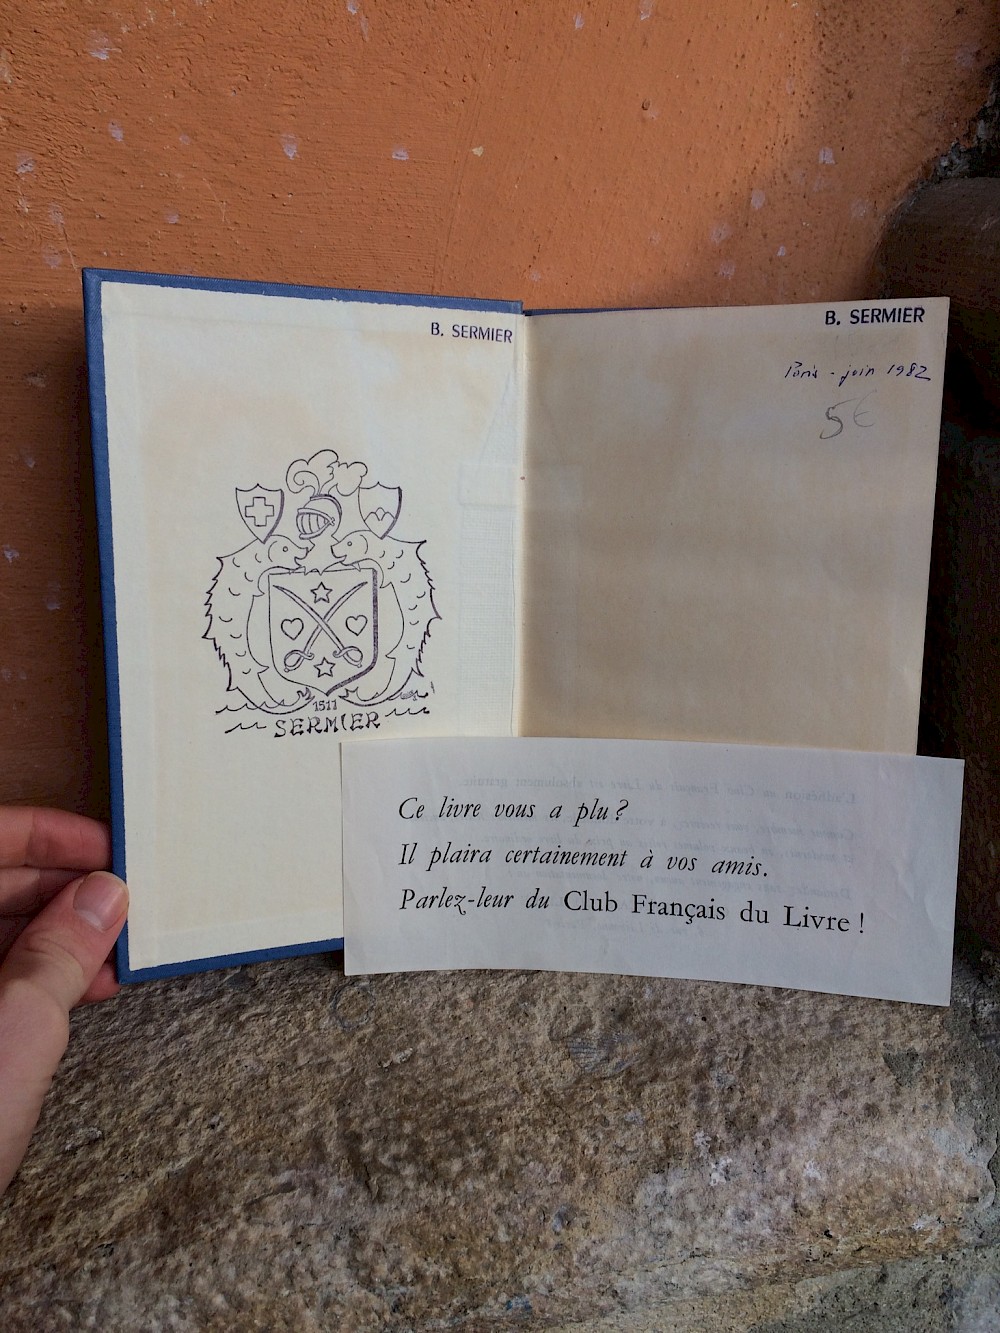 B. SERMIER
1511
SERMIER
B. SERMIER
Paris - juin 1982
5€
Ce livre vous a plu ?
Il plaira certainement à vos amis.
Parlez-leur du Club Français du Livre !